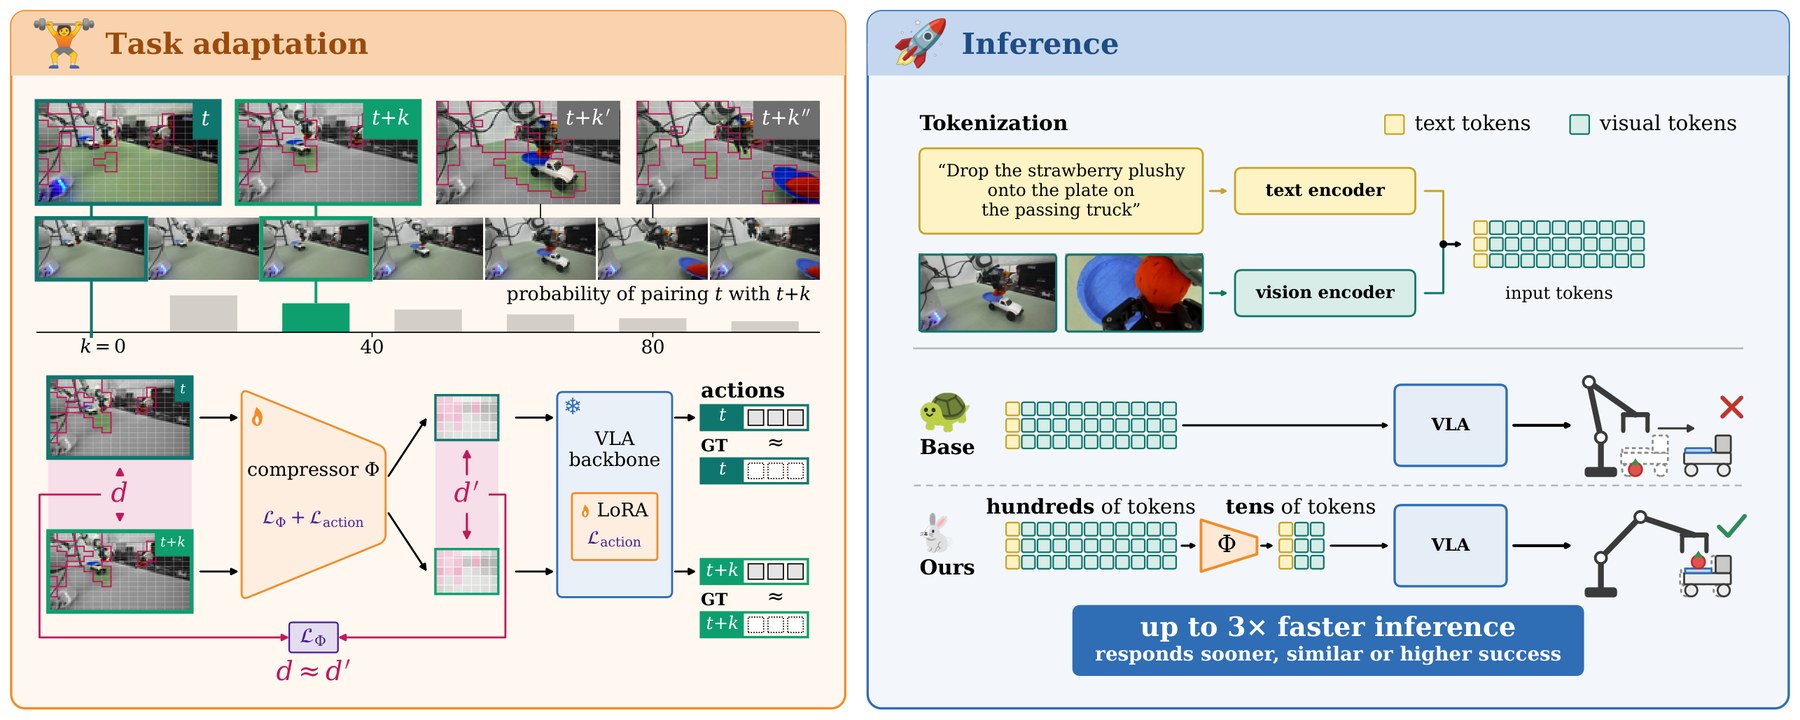 Task adaptation
t
t+k
t+k′
t+k″
probability of pairing t with t+k
k = 0
40
80
t
d
t+k
compressor Φ
ℒΦ + ℒaction
d′
ℒΦ
d ≈ d′
VLA
backbone
LoRA
ℒaction
actions
t
GT
≈
t
t+k
GT
≈
t+k
Inference
Tokenization
text tokens
visual tokens
“Drop the strawberry plushy
onto the plate on
the passing truck”
text encoder
vision encoder
input tokens
Base
VLA
hundreds of tokens
tens of tokens
Ours
Φ
VLA
up to 3× faster inference
responds sooner, similar or higher success